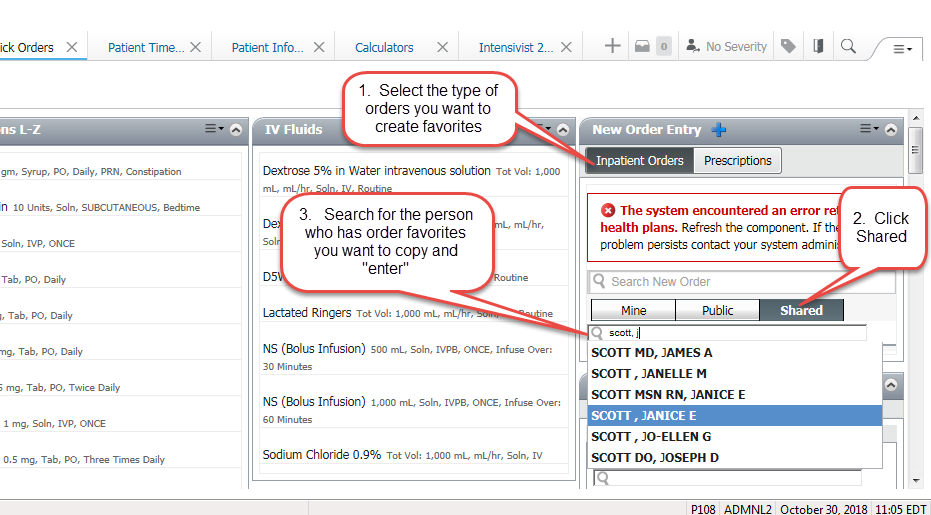 ick Orders
Patient Time...
Patient Info...
Calculators
Intensivist 2...
0
No Severity
1. Select the type of
orders you want to
create favorites
ns L-Z
gm, Syrup, PO, Daily, PRN, Constipation
in 10 Units, Soln, SUBCUTANEOUS, Bedtime
Soln, IVP, ONCE
Tab, PO, Daily
g, Tab, PO, Daily
mg, Tab, PO, Daily
5 mg, Tab, PO, Twice Daily
1 mg, Soln, IVP, ONCE
0.5 mg, Tab, PO, Three Times Daily
IV Fluids
Dextrose 5% in Water intravenous solution Tot Vol: 1,000
mL, mL/hr, Soln, IV, Routine
Dex
mL, mL/hr,
Soln
D5W
Routine
3. Search for the person
who has order favorites
you want to copy and
"enter"
Lactated Ringers Tot Vol: 1,000 mL, mL/hr, Soln, IV, Routine
NS (Bolus Infusion) 500 mL, Soln, IVPB, ONCE, Infuse Over:
30 Minutes
NS (Bolus Infusion) 1,000 mL, Soln, IVPB, ONCE, Infuse Over:
60 Minutes
Sodium Chloride 0.9% Tot Vol: 1,000 mL, mL/hr, Soln, IV
New Order Entry
Inpatient Orders
Prescriptions
The system encountered an error ret
health plans. Refresh the component. If the
problem persists contact your system adminis
2. Click
Shared
Search New Order
Mine
Public
Shared
scott, j
SCOTT MD, JAMES A
SCOTT , JANELLE M
SCOTT MSN RN, JANICE E
SCOTT , JANICE E
SCOTT , JO-ELLEN G
SCOTT DO, JOSEPH D
P108 ADMNL2 October 30, 2018 11:05 EDT